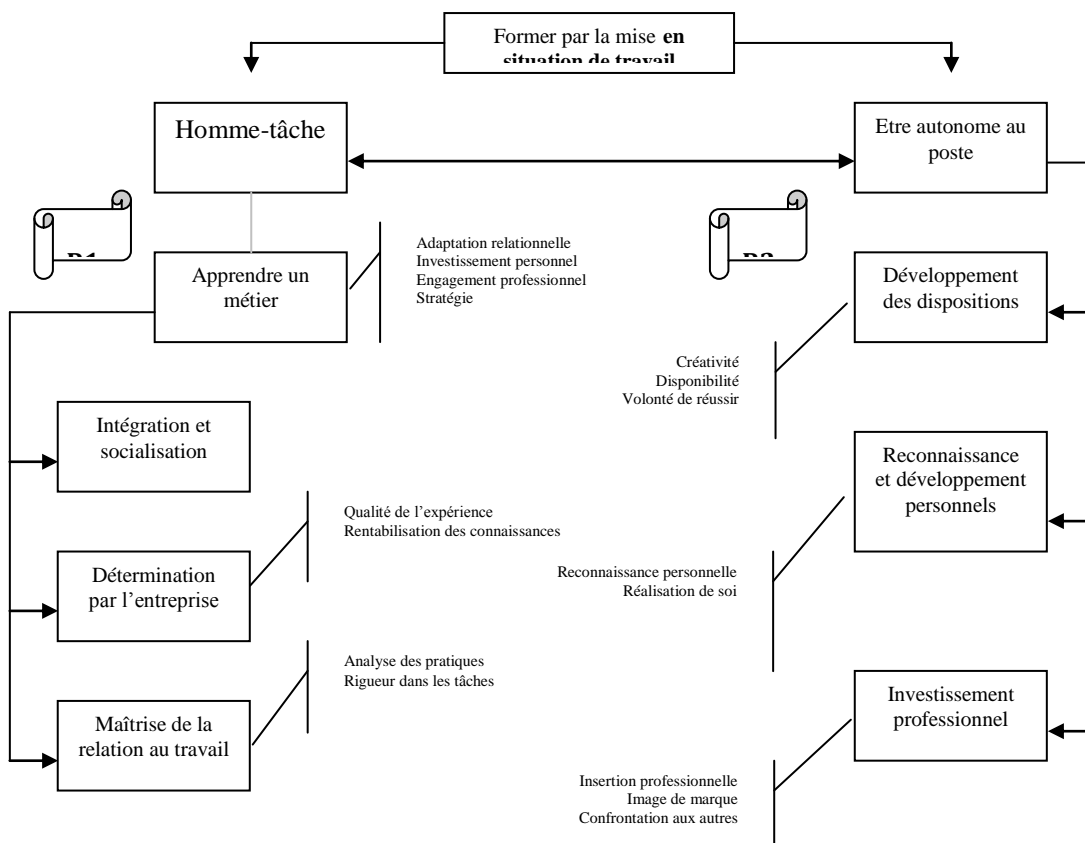 Former par la mise en
situation de travail
Homme-tâche
Etre autonome au
poste
Apprendre un
métier
Adaptation relationnelle
Investissement personnel
Engagement professionnel
Stratégie
Développement
des dispositions
Créativité
Disponibilité
Volonté de réussir
Intégration et
socialisation
Reconnaissance
et développement
personnels
Qualité de l’expérience
Rentabilisation des connaissances
Détermination
par l’entreprise
Reconnaissance personnelle
Réalisation de soi
Analyse des pratiques
Rigueur dans les tâches
Maîtrise de la
relation au travail
Investissement
professionnel
Insertion professionnelle
Image de marque
Confrontation aux autres